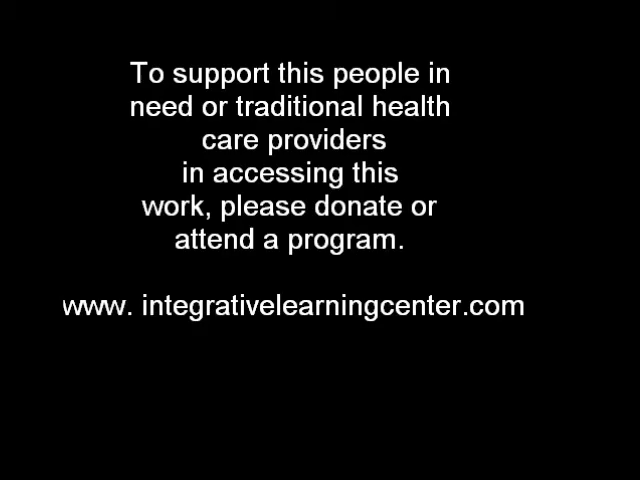 To support this people in
need or traditional health
care providers
in accessing this
work, please donate or
attend a program.
www. integrativelearningcenter.com